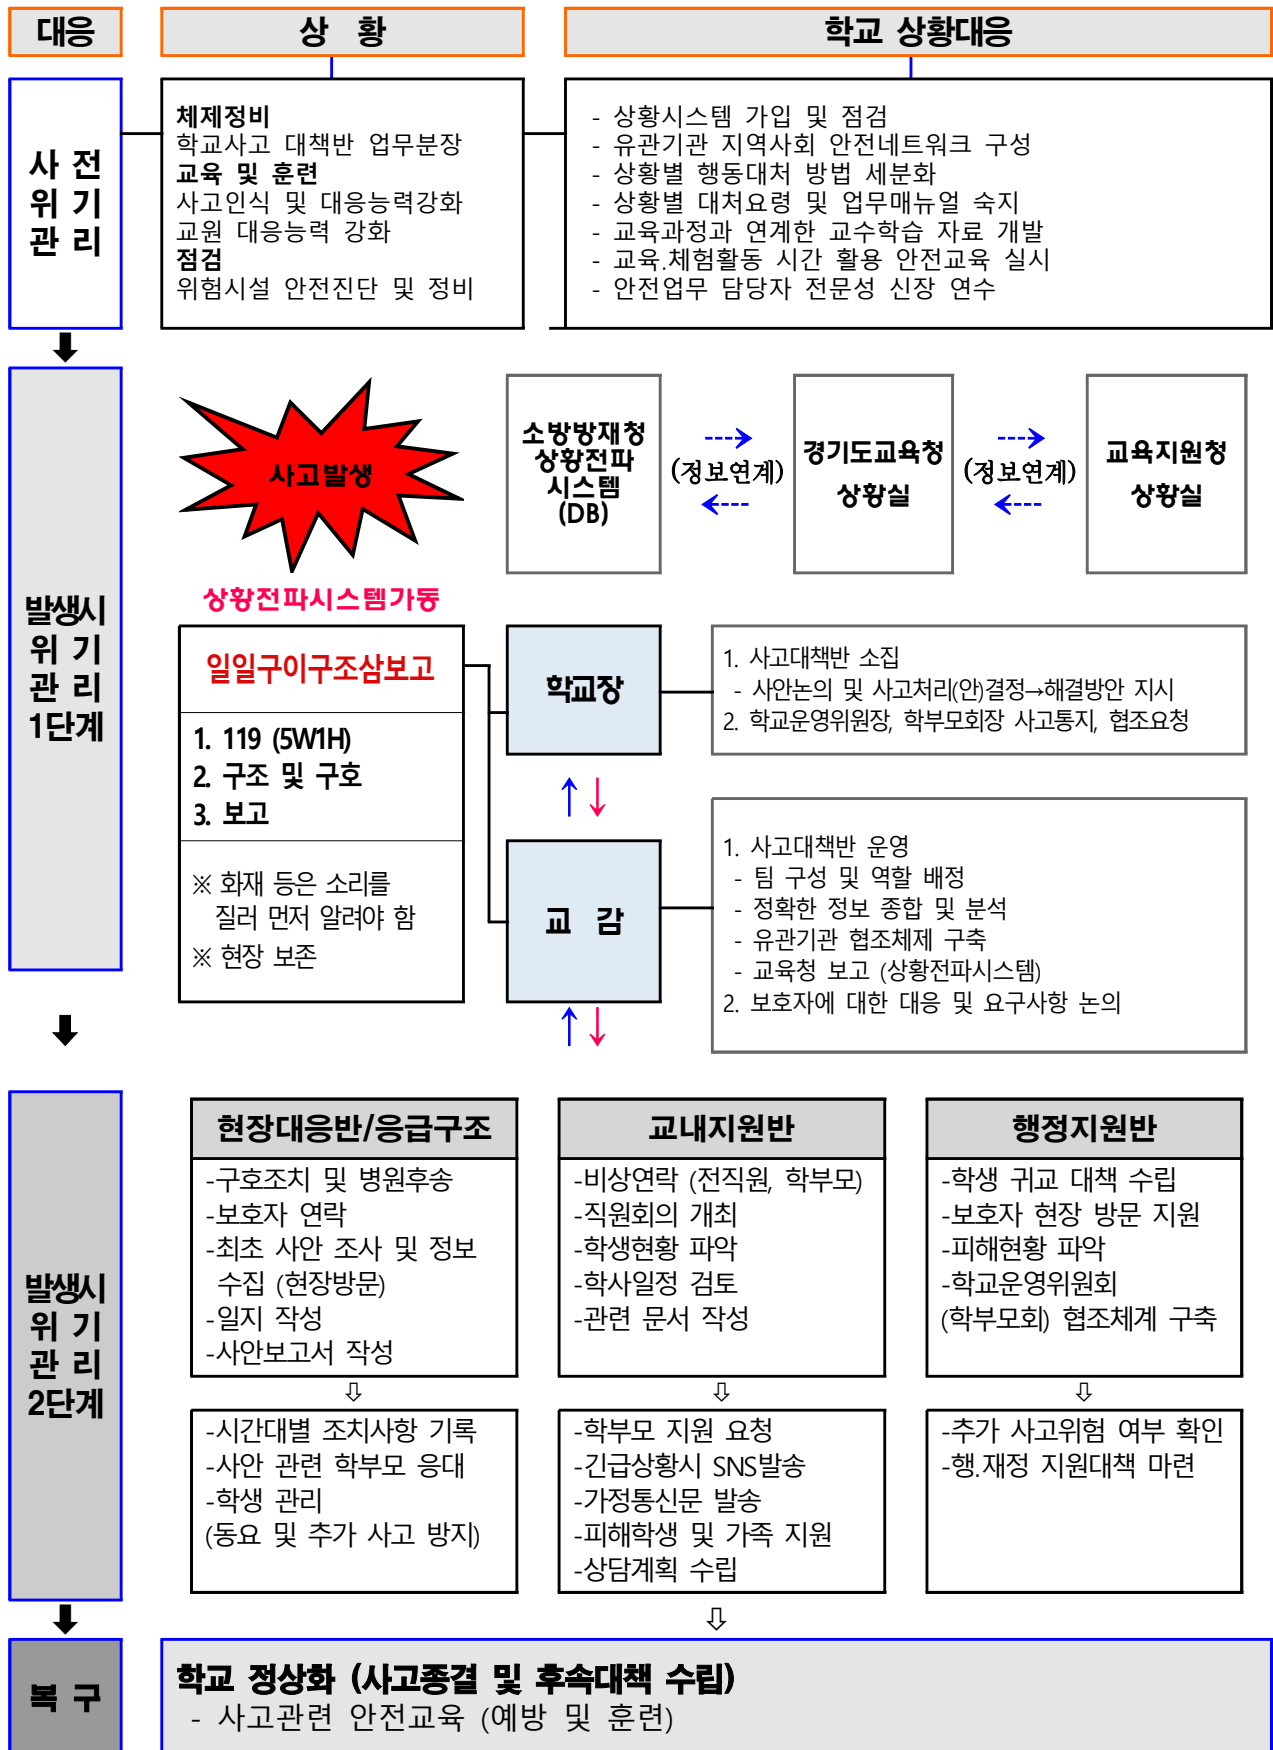 대응
상 황
학교 상황대응
사 전
위 기
관 리
체제정비
학교사고 대책반 업무분장
교육 및 훈련
사고인식 및 대응능력강화
교원 대응능력 강화
점검
위험시설 안전진단 및 정비
- 상황시스템 가입 및 점검
- 유관기관 지역사회 안전네트워크 구성
- 상황별 행동대처 방법 세분화
- 상황별 대처요령 및 업무매뉴얼 숙지
- 교육과정과 연계한 교수학습 자료 개발
- 교육.체험활동 시간 활용 안전교육 실시
- 안전업무 담당자 전문성 신장 연수
발생시
위 기
관 리
1단계
사고발생
소방방재청
상황전파
시스템
(DB)
(정보연계)
경기도교육청
상황실
(정보연계)
교육지원청
상황실
상황전파시스템가동
일일구이구조삼보고
1. 119 (5W1H)
2. 구조 및 구호
3. 보고
※ 화재 등은 소리를
질러 먼저 알려야 함
※ 현장 보존
학교장
1. 사고대책반 소집
- 사안논의 및 사고처리(안)결정→해결방안 지시
2. 학교운영위원장, 학부모회장 사고통지, 협조요청
교 감
1. 사고대책반 운영
- 팀 구성 및 역할 배정
- 정확한 정보 종합 및 분석
- 유관기관 협조체제 구축
- 교육청 보고 (상황전파시스템)
2. 보호자에 대한 대응 및 요구사항 논의
발생시
위 기
관 리
2단계
현장대응반/응급구조
-구호조치 및 병원후송
-보호자 연락
-최초 사안 조사 및 정보
수집 (현장방문)
-일지 작성
-사안보고서 작성
교내지원반
-비상연락 (전직원, 학부모)
-직원회의 개최
-학생현황 파악
-학사일정 검토
-관련 문서 작성
행정지원반
-학생 귀교 대책 수립
-보호자 현장 방문 지원
-피해현황 파악
-학교운영위원회
(학부모회) 협조체계 구축
-시간대별 조치사항 기록
-사안 관련 학부모 응대
-학생 관리
(동요 및 추가 사고 방지)
-학부모 지원 요청
-긴급상황시 SNS발송
-가정통신문 발송
-피해학생 및 가족 지원
-상담계획 수립
-추가 사고위험 여부 확인
-행.재정 지원대책 마련
복 구
학교 정상화 (사고종결 및 후속대책 수립)
- 사고관련 안전교육 (예방 및 훈련)